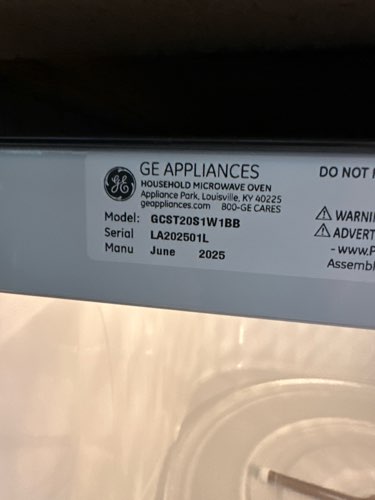 GE APPLIANCES
HOUSEHOLD MICROWAVE OVEN
Appliance Park, Louisville, KY 40225
geappliances.com 800-GE CARES
Model: GCST20S1W1BB
Serial LA202501L
Manu June 2025
DO NOT
WARNI
ADVERT
- www.P
Assembl